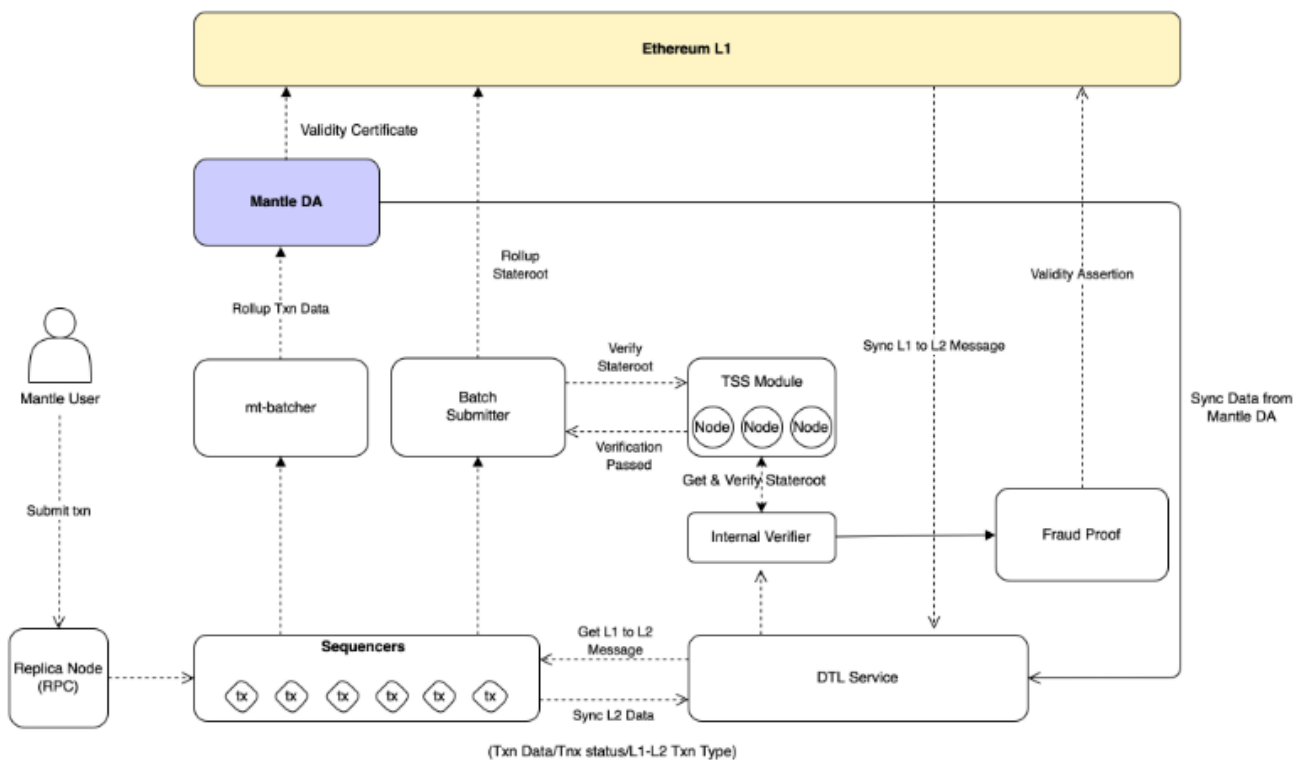 Ethereum L1
Validity Certificate
Mantle DA
Rollup
Stateroot
Validity Assertion
Rollup Txn Data
Sync L1 to L2 Message
Verify
Stateroot
TSS Module
Mantle User
mt-batcher
Batch
Submitter
Node
Node
Node
Sync Data from
Mantle DA
Verification
Passed
Get & Verify Stateroot
Submit txn
Internal Verifier
Fraud Proof
Sequencers
Get L1 to L2
Message
Replica Node
(RPC)
DTL Service
tx
tx
tx
tx
tx
tx
Sync L2 Data
(Txn Data/Tnx status/L1-L2 Txn Type)